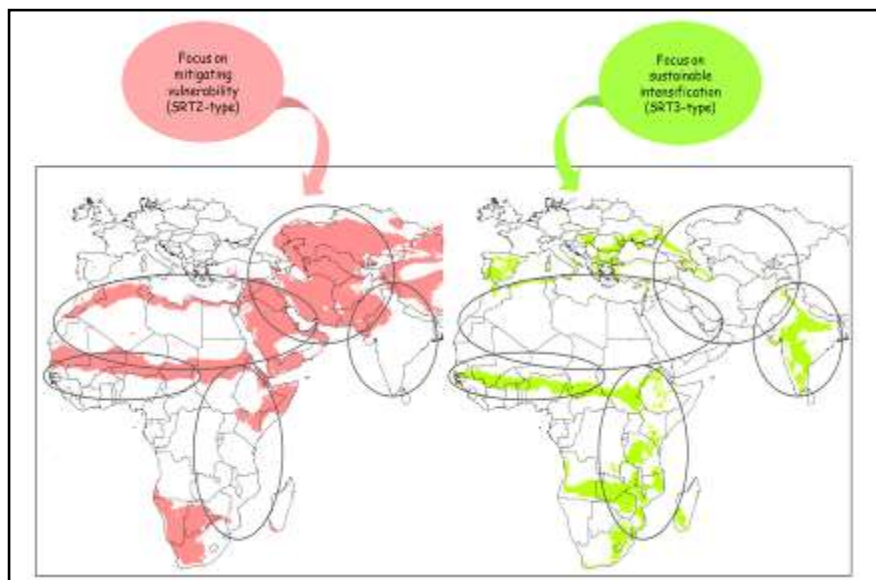 Focus on
mitigating
vulnerability
(SRT2-type)
Focus on
sustainable
intensification
(SRT3-type)